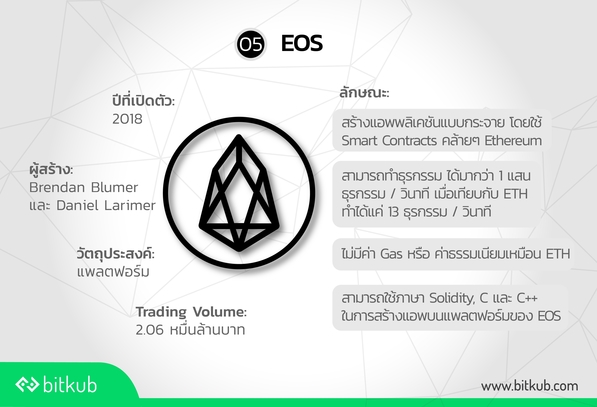 05 EOS
ปีที่เปิดตัว:
2018
ผู้สร้าง:
Brendan Blumer
และ Daniel Larimer
วัตถุประสงค์:
แพลตฟอร์ม
Trading Volume:
2.06 หมื่นล้านบาท
ลักษณะ:
สร้างแอพพลิเคชันแบบกระจาย โดยใช้
Smart Contracts คล้ายๆ Ethereum
สามารถทำธุรกรรม ได้มากว่า 1 แสน
ธุรกรรม / วินาที เมื่อเทียบกับ ETH
ทำได้แค่ 13 ธุรกรรม / วินาที
ไม่มีค่า Gas หรือ ค่าธรรมเนียมเหมือน ETH
สามารถใช้ภาษา Solidity, C และ C++
ในการสร้างแอพบนแพลตฟอร์มของ EOS
bitkub
www.bitkub.com